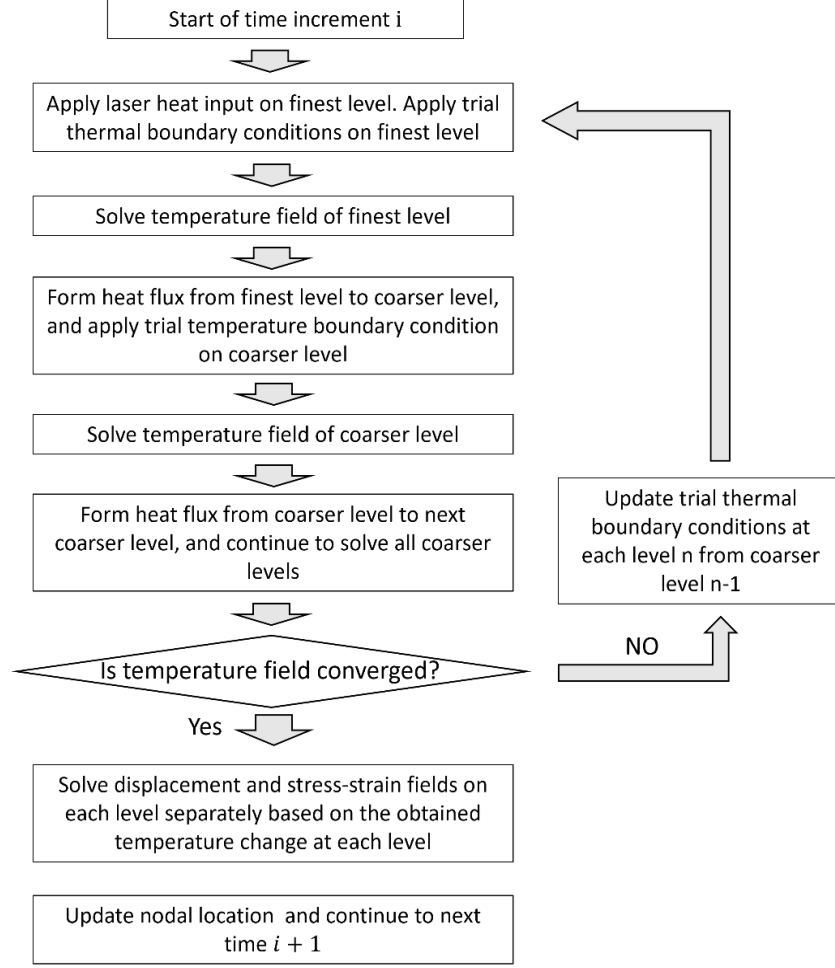 Start of time increment i
Apply laser heat input on finest level. Apply trial
thermal boundary conditions on finest level
Solve temperature field of finest level
Form heat flux from finest level to coarser level,
and apply trial temperature boundary condition
on coarser level
Solve temperature field of coarser level
Form heat flux from coarser level to next
coarser level, and continue to solve all coarser
levels
Update trial thermal
boundary conditions at
each level n from coarser
level n-1
Is temperature field converged?
NO
Yes
Solve displacement and stress-strain fields on
each level separately based on the obtained
temperature change at each level
Update nodal location and continue to next
time i + 1